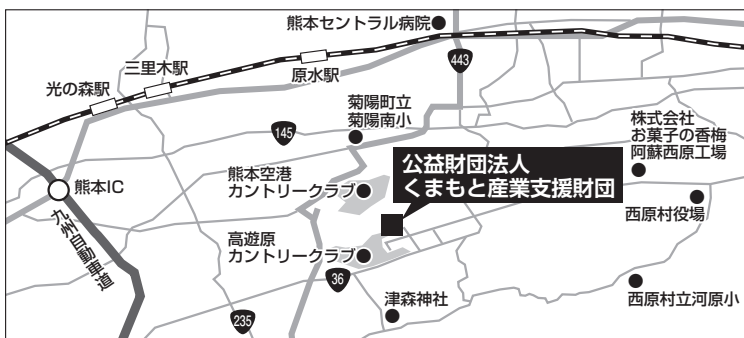 熊本セントラル病院
443
三里木駅
光の森駅
原水駅
菊陽町立
菊陽南小
145
株式会社
お菓子の香梅
阿蘇西原工場
公益財団法人
くまもと産業支援財団
熊本空港
カントリークラブ
熊本IC
九州自動車道
西原村役場
高遊原
カントリークラブ
36
津森神社
西原村立河原小
235